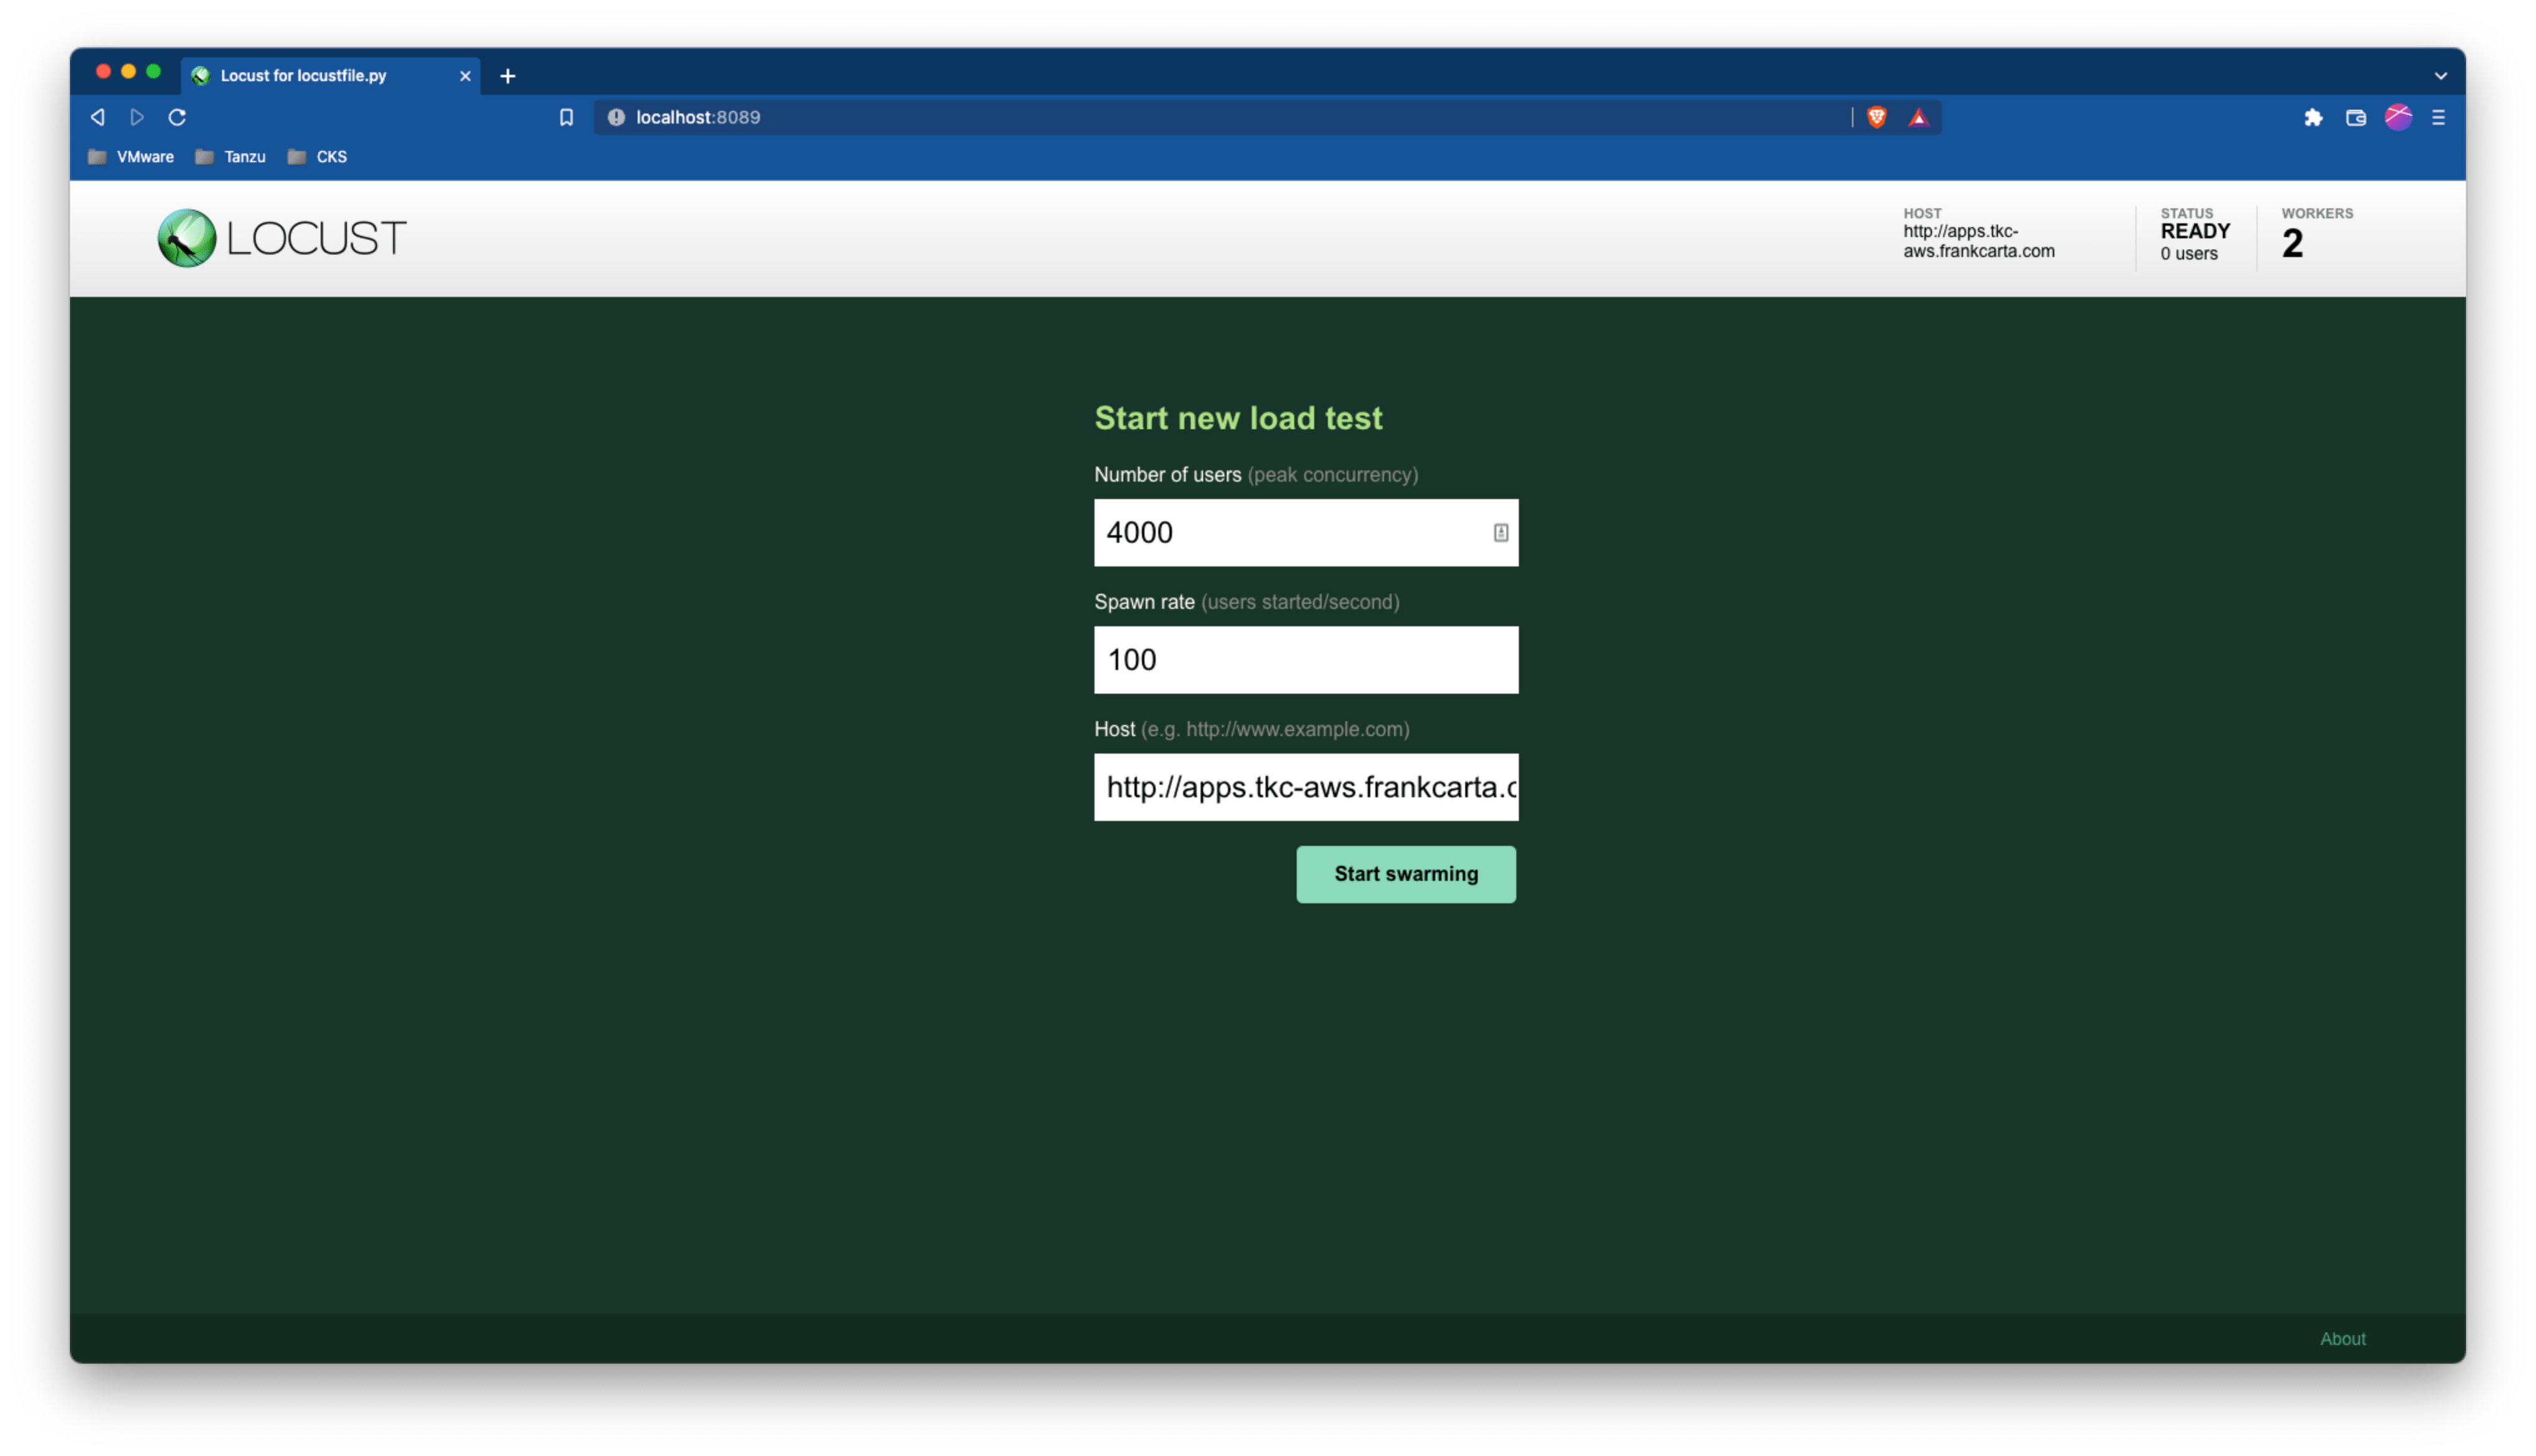 Locust for locustfile.py
localhost:8089
VMware Tanzu CKS
LOCUST
HOST
http://apps.tkc-
aws.frankcarta.com
STATUS
READY
0 users
WORKERS
2
Start new load test
Number of users (peak concurrency)
4000
Spawn rate (users started/second)
100
Host (e.g. http://www.example.com)
http://apps.tkc-aws.frankcarta.c
Start swarming
About